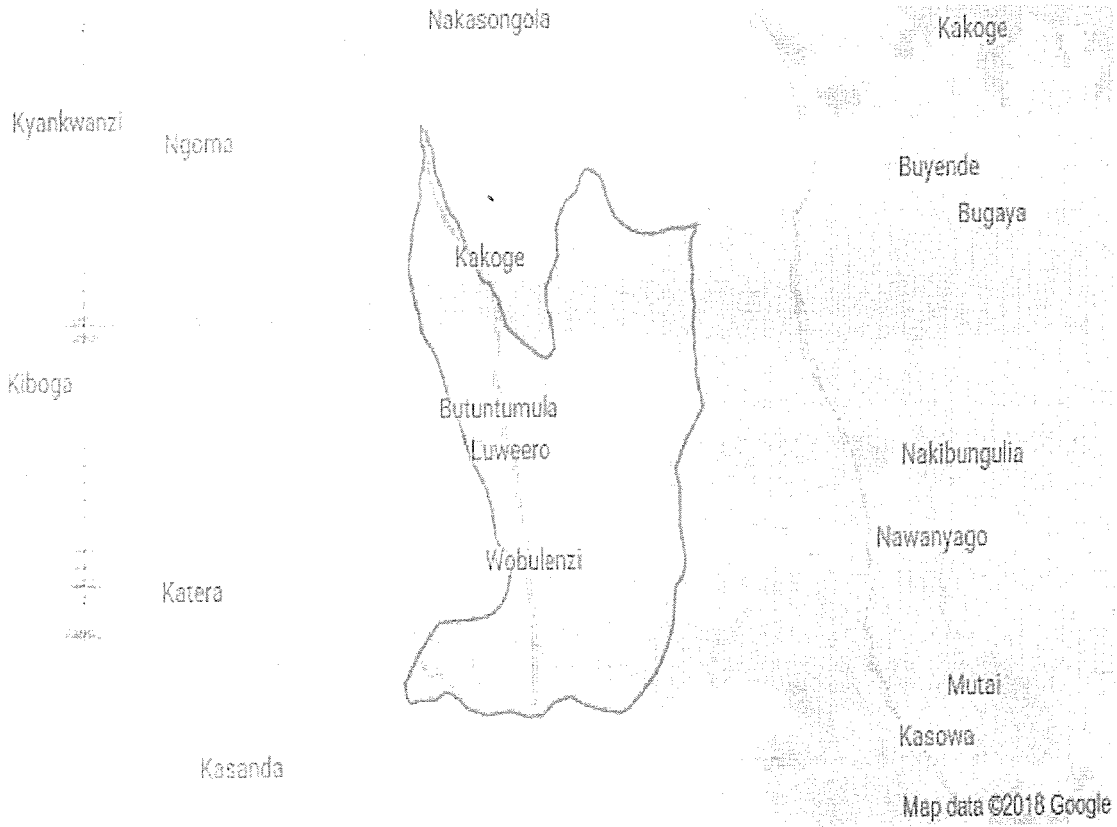 Nakasongola
Kakoge
Kyankwanzi
Ngoma
Buyende
Bugaya
Kakoge
Kiboga
Butuntumula
Luweero
Nakibungulia
Nawanyago
Wobulenzi
Katera
Mutai
Kasowa
Kasanda
Map data ©2018 Google